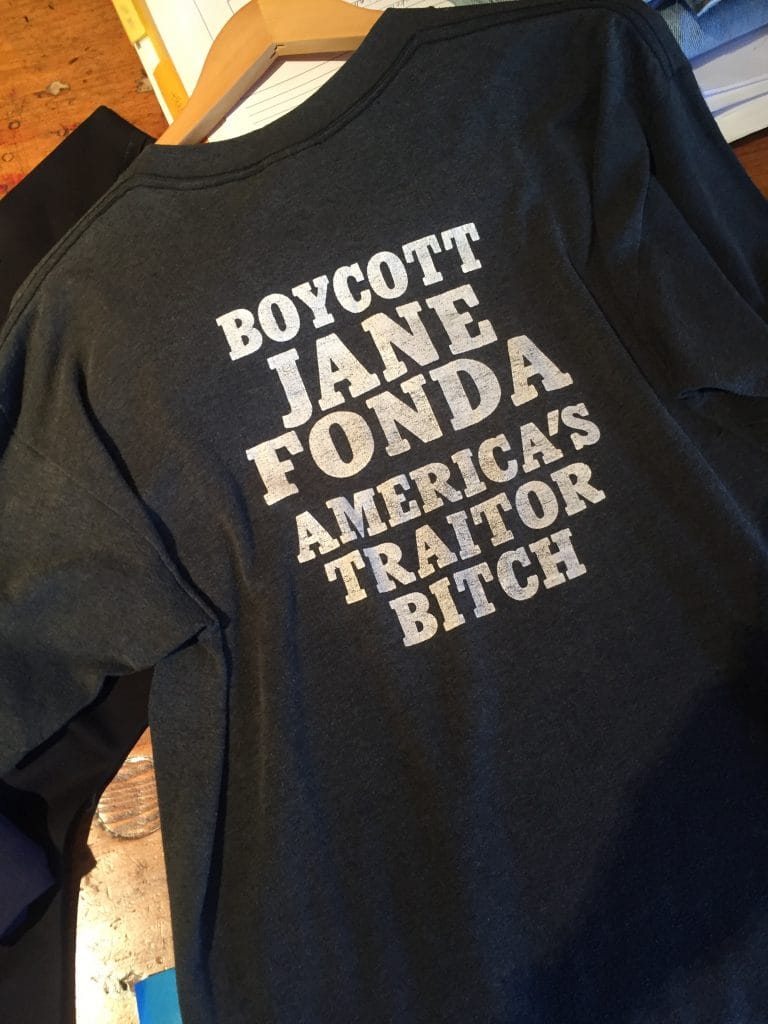 BOYCOTT
JANE
FONDA
AMERICA'S
TRAITOR
BITCH